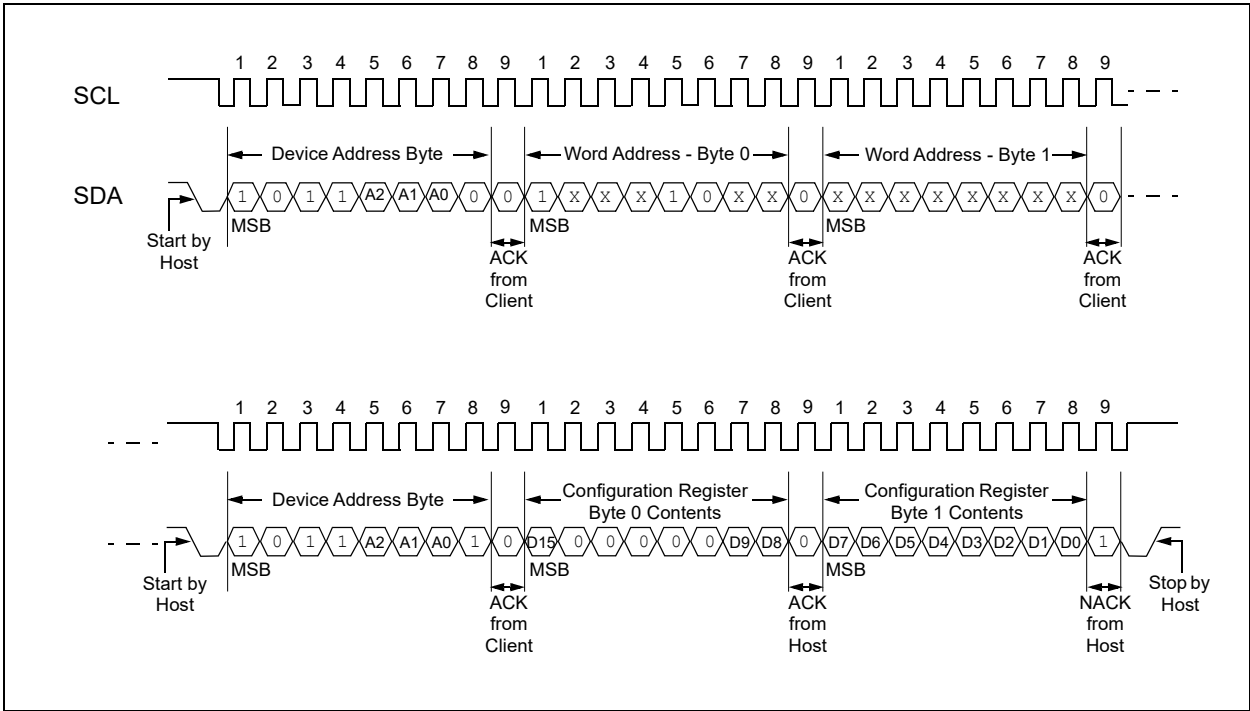 1 2 3 4 5 6 7 8 9 1 2 3 4 5 6 7 8 9 1 2 3 4 5 6 7 8 9
SCL
Device Address Byte Word Address - Byte 0 Word Address - Byte 1
SDA 1 0 1 1 A2 A1 A0 0 0 1 X X X 1 0 X X 0 X X X X X X X X 0
MSB MSB MSB
Start by
Host
ACK
from
Client
ACK
from
Client
ACK
from
Client
1 2 3 4 5 6 7 8 9 1 2 3 4 5 6 7 8 9 1 2 3 4 5 6 7 8 9
Device Address Byte
Configuration Register
Byte 0 Contents
Configuration Register
Byte 1 Contents
1 0 1 1 A2 A1 A0 1 0 D15 0 0 0 0 0 D9 D8 0 D7 D6 D5 D4 D3 D2 D1 D0 1
MSB MSB MSB
Start by
Host
ACK
from
Client
ACK
from
Host
NACK
from
Host
Stop by
Host